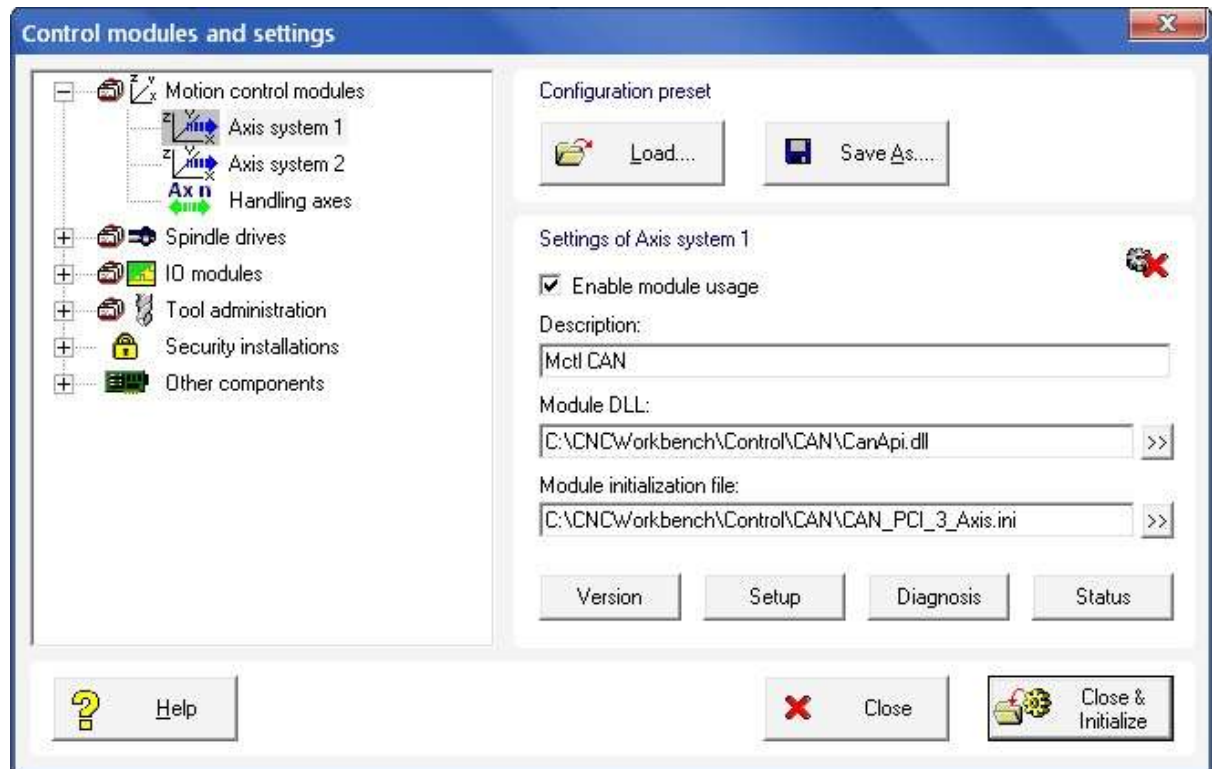 Control modules and settings
Motion control modules
Axis system 1
Axis system 2
Ax n
Handling axes
Spindle drives
IO modules
Tool administration
Security installations
Other components
Configuration preset
Load....
Save As....
Settings of Axis system 1
Enable module usage
Description:
Mctl CAN
Module DLL:
C:\CNCWorkbench\Control\CAN\CanApi.dll
>>
Module initialization file:
C:\CNCWorkbench\Control\CAN\CAN_PCI_3_Axis.ini
>>
Version
Setup
Diagnosis
Status
Help
Close
Close &
Initialize